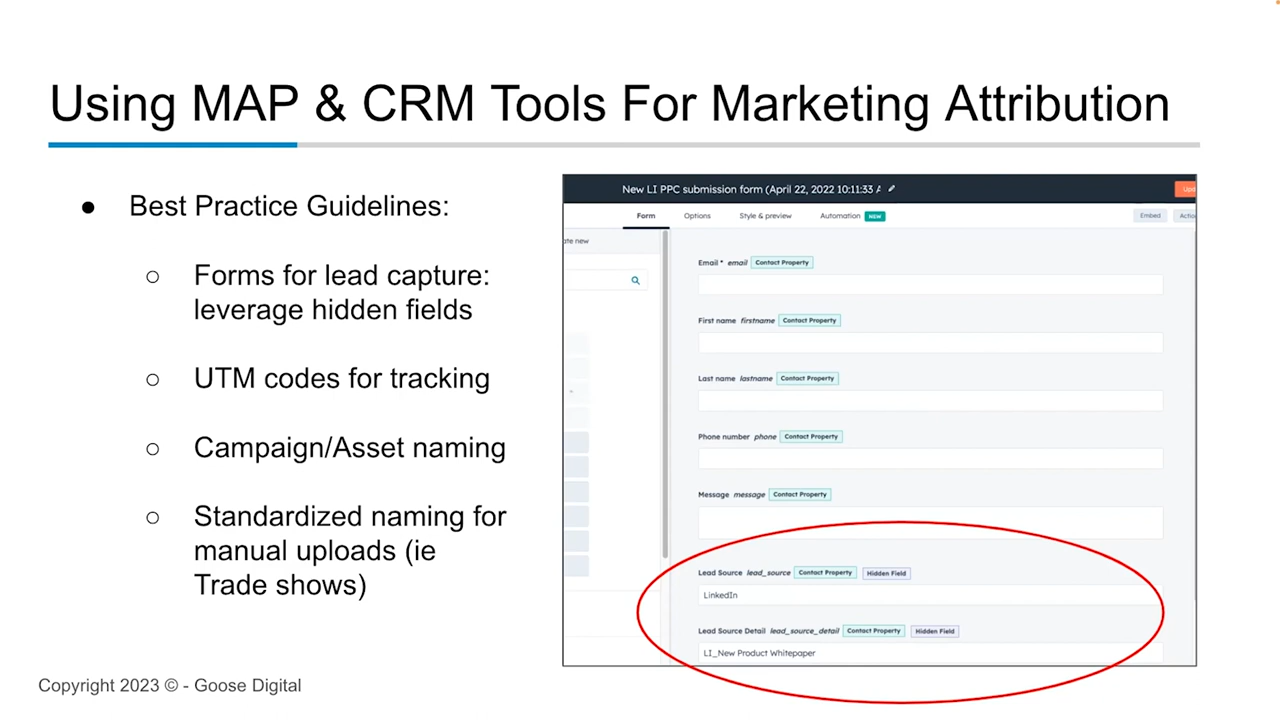 Using MAP & CRM Tools For Marketing Attribution
● Best Practice Guidelines:
○ Forms for lead capture:
leverage hidden fields
○ UTM codes for tracking
○ Campaign/Asset naming
○ Standardized naming for
manual uploads (ie
Trade shows)
New LI PPC submission form (April 22, 2022 10:11:33
Form Options Style & preview Automation NEW Embed
new
Email * email Contact Property
First name firstname Contact Property
Last name lastname Contact Property
Phone number phone Contact Property
Message message Contact Property
Lead Source lead_source Contact Property Hidden Field
LinkedIn
Lead Source Detail lead_source_detail Contact Property Hidden Field
LI_New Product Whitepaper
Copyright 2023 © - Goose Digital